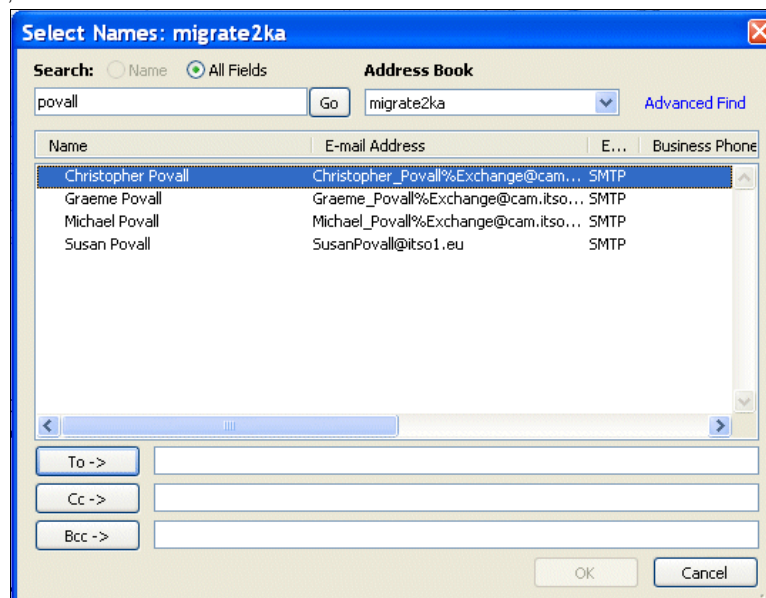 Select Names: migrate2ka
Search: Name All Fields Address Book
povall Go migrate2ka Advanced Find
Name E-mail Address E... Business Phone
Christopher Povall Christopher_Povall%Exchange@cam... SMTP
Graeme Povall Graeme_Povall%Exchange@cam.itso... SMTP
Michael Povall Michael_Povall%Exchange@cam.itso... SMTP
Susan Povall SusanPovall@itso1.eu SMTP
To ->
Cc ->
Bcc ->
OK Cancel